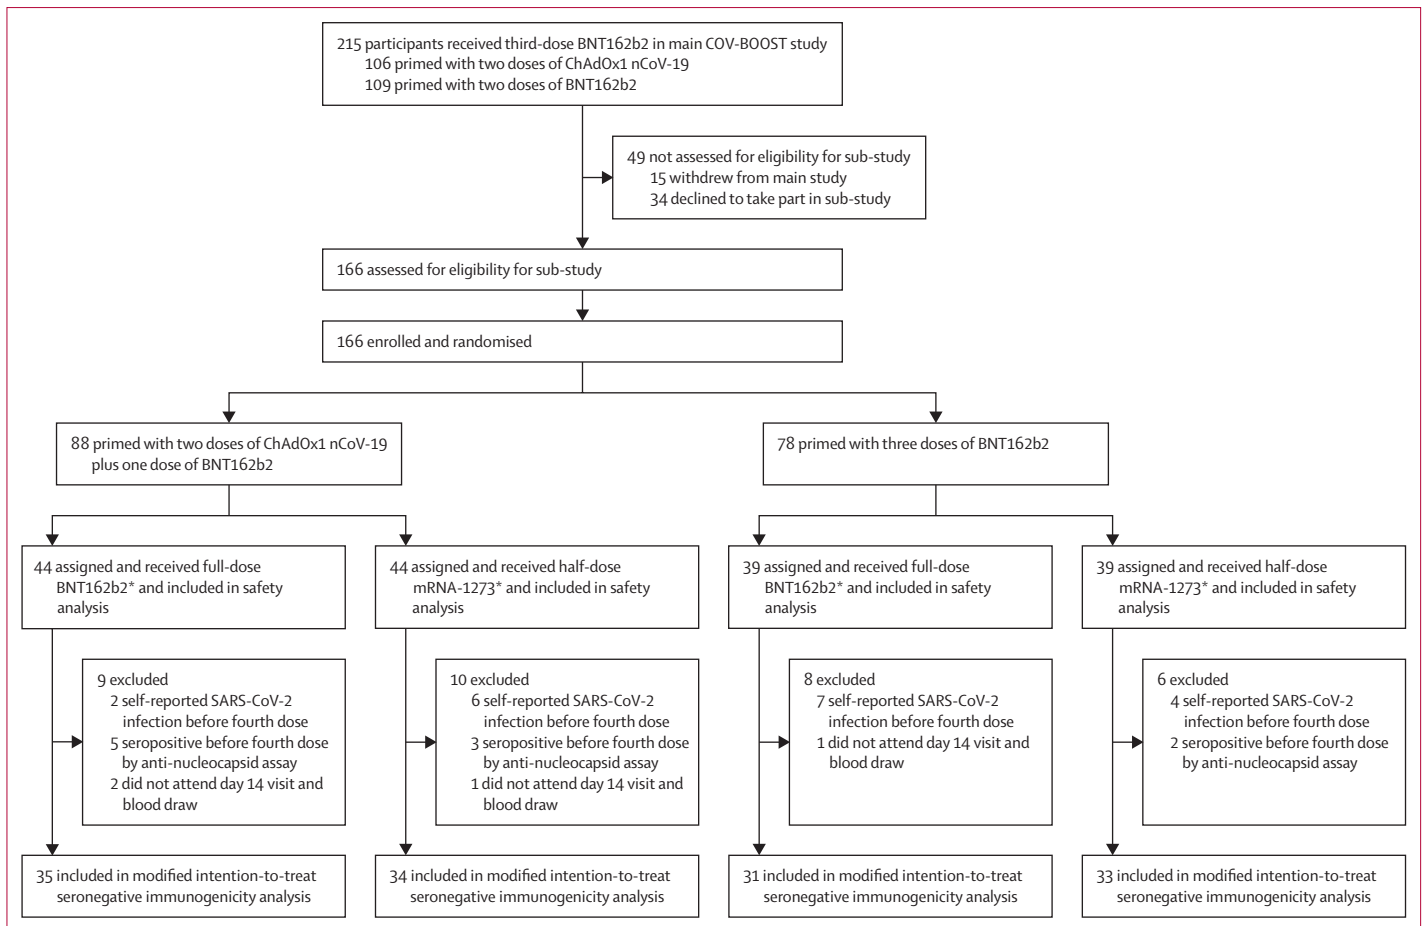 215 participants received third-dose BNT162b2 in main COV-BOOST study
106 primed with two doses of ChAdOx1 nCoV-19
109 primed with two doses of BNT162b2
49 not assessed for eligibility for sub-study
15 withdrew from main study
34 declined to take part in sub-study
166 assessed for eligibility for sub-study
166 enrolled and randomised
88 primed with two doses of ChAdOx1 nCoV-19
plus one dose of BNT162b2
78 primed with three doses of BNT162b2
44 assigned and received full-dose
BNT162b2* and included in safety
analysis
44 assigned and received half-dose
mRNA-1273* and included in safety
analysis
39 assigned and received full-dose
BNT162b2* and included in safety
analysis
39 assigned and received half-dose
mRNA-1273* and included in safety
analysis
9 excluded
2 self-reported SARS-CoV-2
infection before fourth dose
5 seropositive before fourth dose
by anti-nucleocapsid assay
2 did not attend day 14 visit and
blood draw
10 excluded
6 self-reported SARS-CoV-2
infection before fourth dose
3 seropositive before fourth dose
by anti-nucleocapsid assay
1 did not attend day 14 visit and
blood draw
8 excluded
7 self-reported SARS-CoV-2
infection before fourth dose
1 did not attend day 14 visit and
blood draw
6 excluded
4 self-reported SARS-CoV-2
infection before fourth dose
2 seropositive before fourth dose
by anti-nucleocapsid assay
35 included in modified intention-to-treat
seronegative immunogenicity analysis
34 included in modified intention-to-treat
seronegative immunogenicity analysis
31 included in modified intention-to-treat
seronegative immunogenicity analysis
33 included in modified intention-to-treat
seronegative immunogenicity analysis